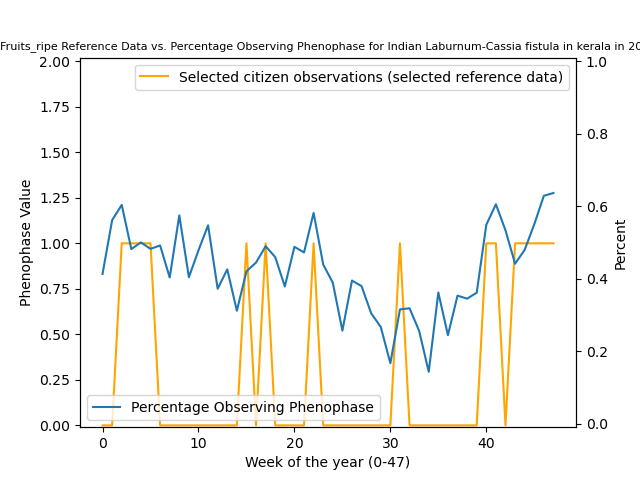 Fruits_ripe Reference Data vs. Percentage Observing Phenophase for Indian Laburnum-Cassia fistula in kerala in 20
Selected citizen observations (selected reference data)
Percentage Observing Phenophase
Phenophase Value
2.00
1.75
1.50
1.25
1.00
0.75
0.50
0.25
0.00
1.0
0.8
0.6
0.4
0.2
0.0
Percent
0 10 20 30 40
Week of the year (0-47)